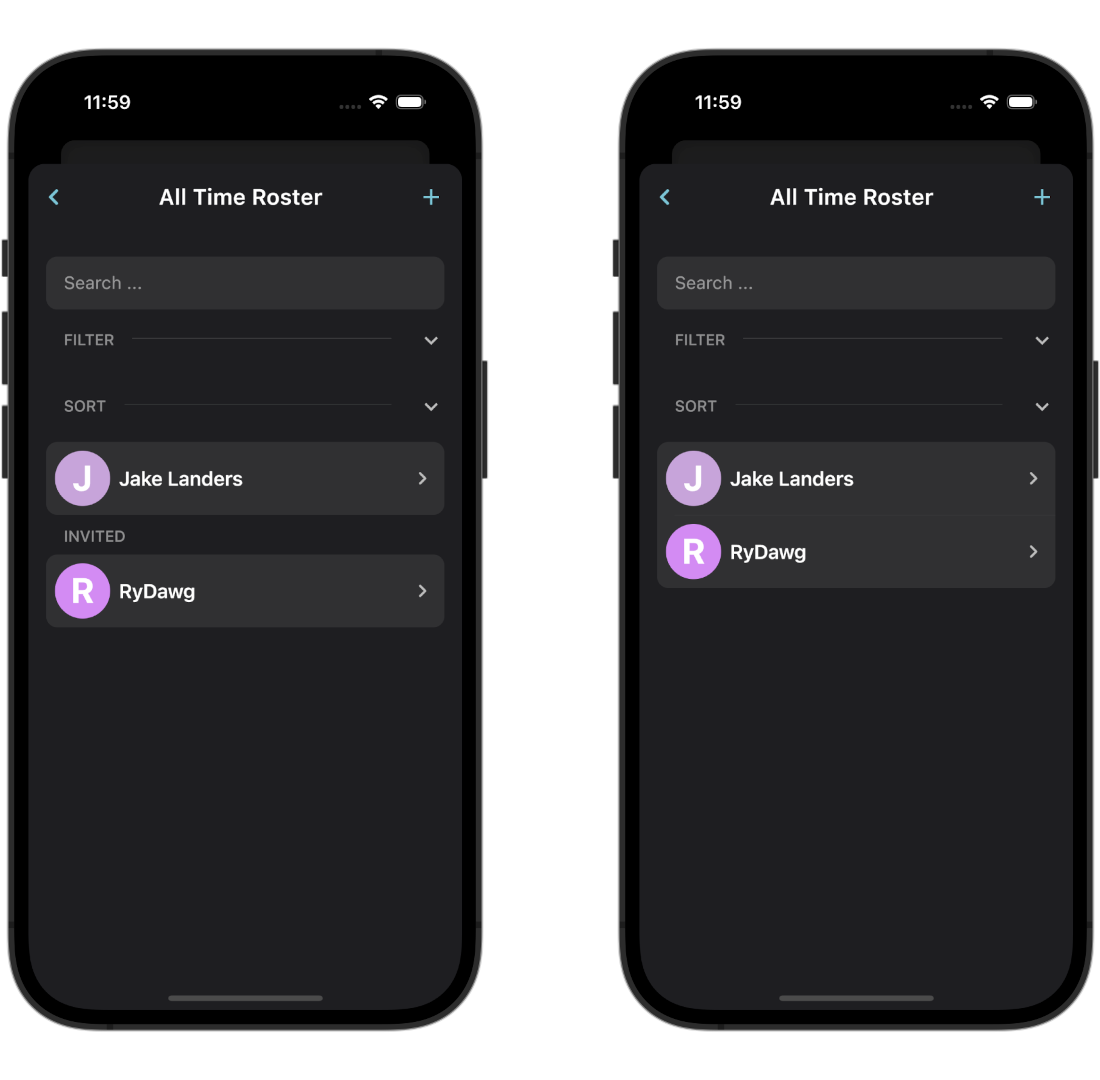 11:59
All Time Roster
Search ...
FILTER
SORT
J Jake Landers
INVITED
R RyDawg
11:59
All Time Roster
Search ...
FILTER
SORT
J Jake Landers
R RyDawg